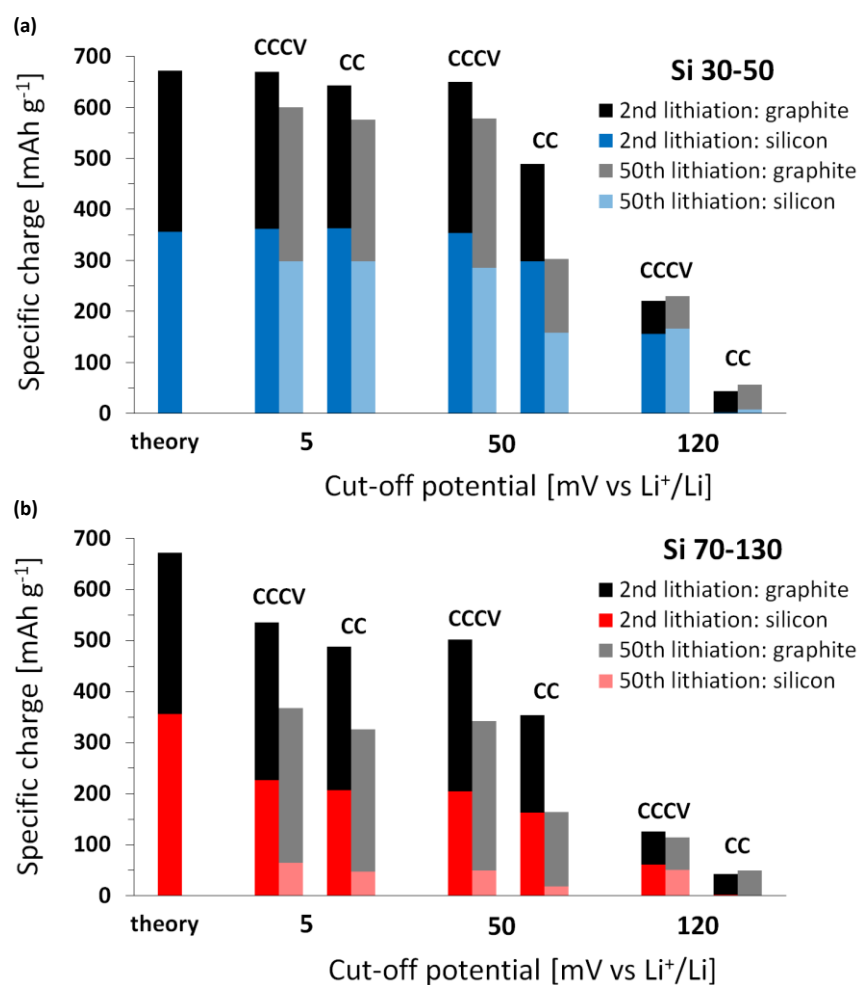 (a)
Specific charge [mAh g⁻¹]
700
600
500
400
300
200
100
0
CCCV
CC
CCCV
CC
CCCV
CC
Si 30-50
2nd lithiation: graphite
2nd lithiation: silicon
50th lithiation: graphite
50th lithiation: silicon
theory 5 50 120
Cut-off potential [mV vs Li⁺/Li]
(b)
Specific charge [mAh g⁻¹]
700
600
500
400
300
200
100
0
CCCV
CC
CCCV
CC
CCCV
CC
Si 70-130
2nd lithiation: graphite
2nd lithiation: silicon
50th lithiation: graphite
50th lithiation: silicon
theory 5 50 120
Cut-off potential [mV vs Li⁺/Li]